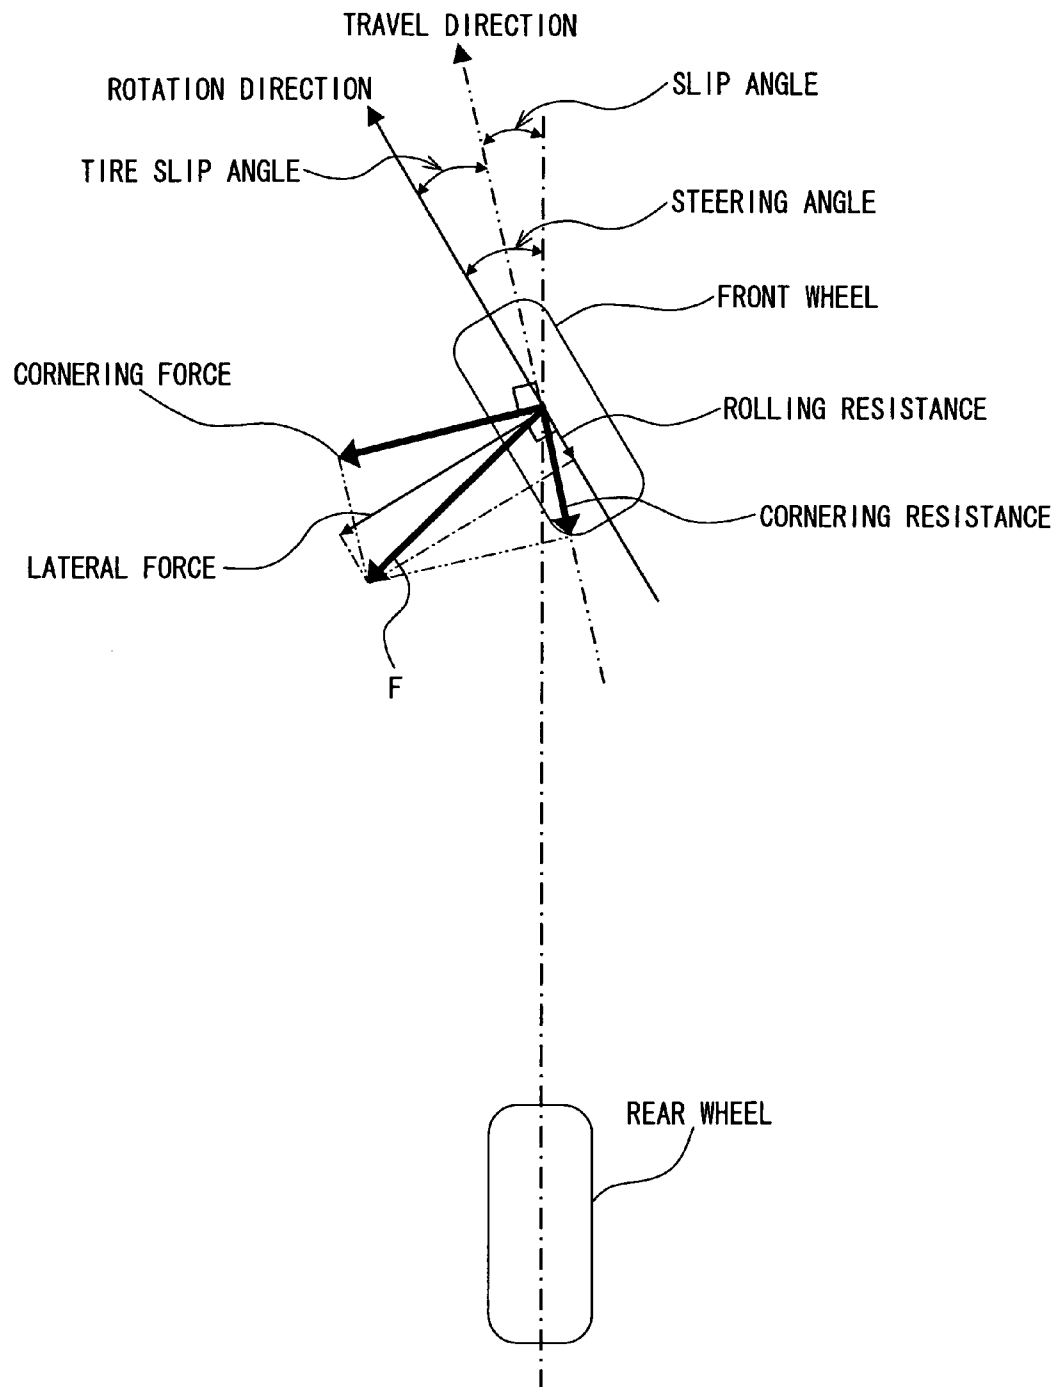 TRAVEL DIRECTION
ROTATION DIRECTION
SLIP ANGLE
TIRE SLIP ANGLE
STEERING ANGLE
FRONT WHEEL
CORNERING FORCE
ROLLING RESISTANCE
CORNERING RESISTANCE
LATERAL FORCE
F
REAR WHEEL